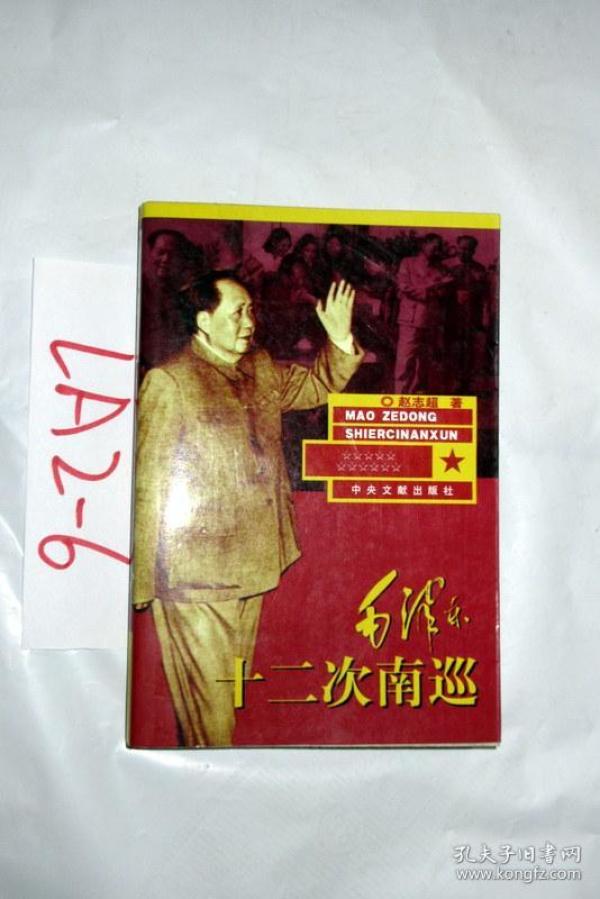 LA2-6
赵志超 著
MAO ZEDONG
SHIERCINANXUN
☆☆☆☆☆
☆☆☆☆☆☆
★
中央文献出版社
毛泽东
十二次南巡
孔夫子旧书网
www.kongfz.com